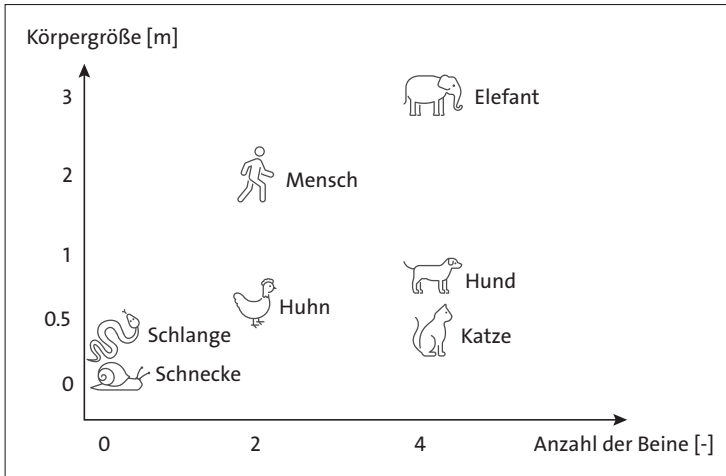 Körpergröße [m]
3
Elefant
2
Mensch
1
Hund
Huhn
0.5
Schlange
Katze
Schnecke
0
0 2 4 Anzahl der Beine [-]